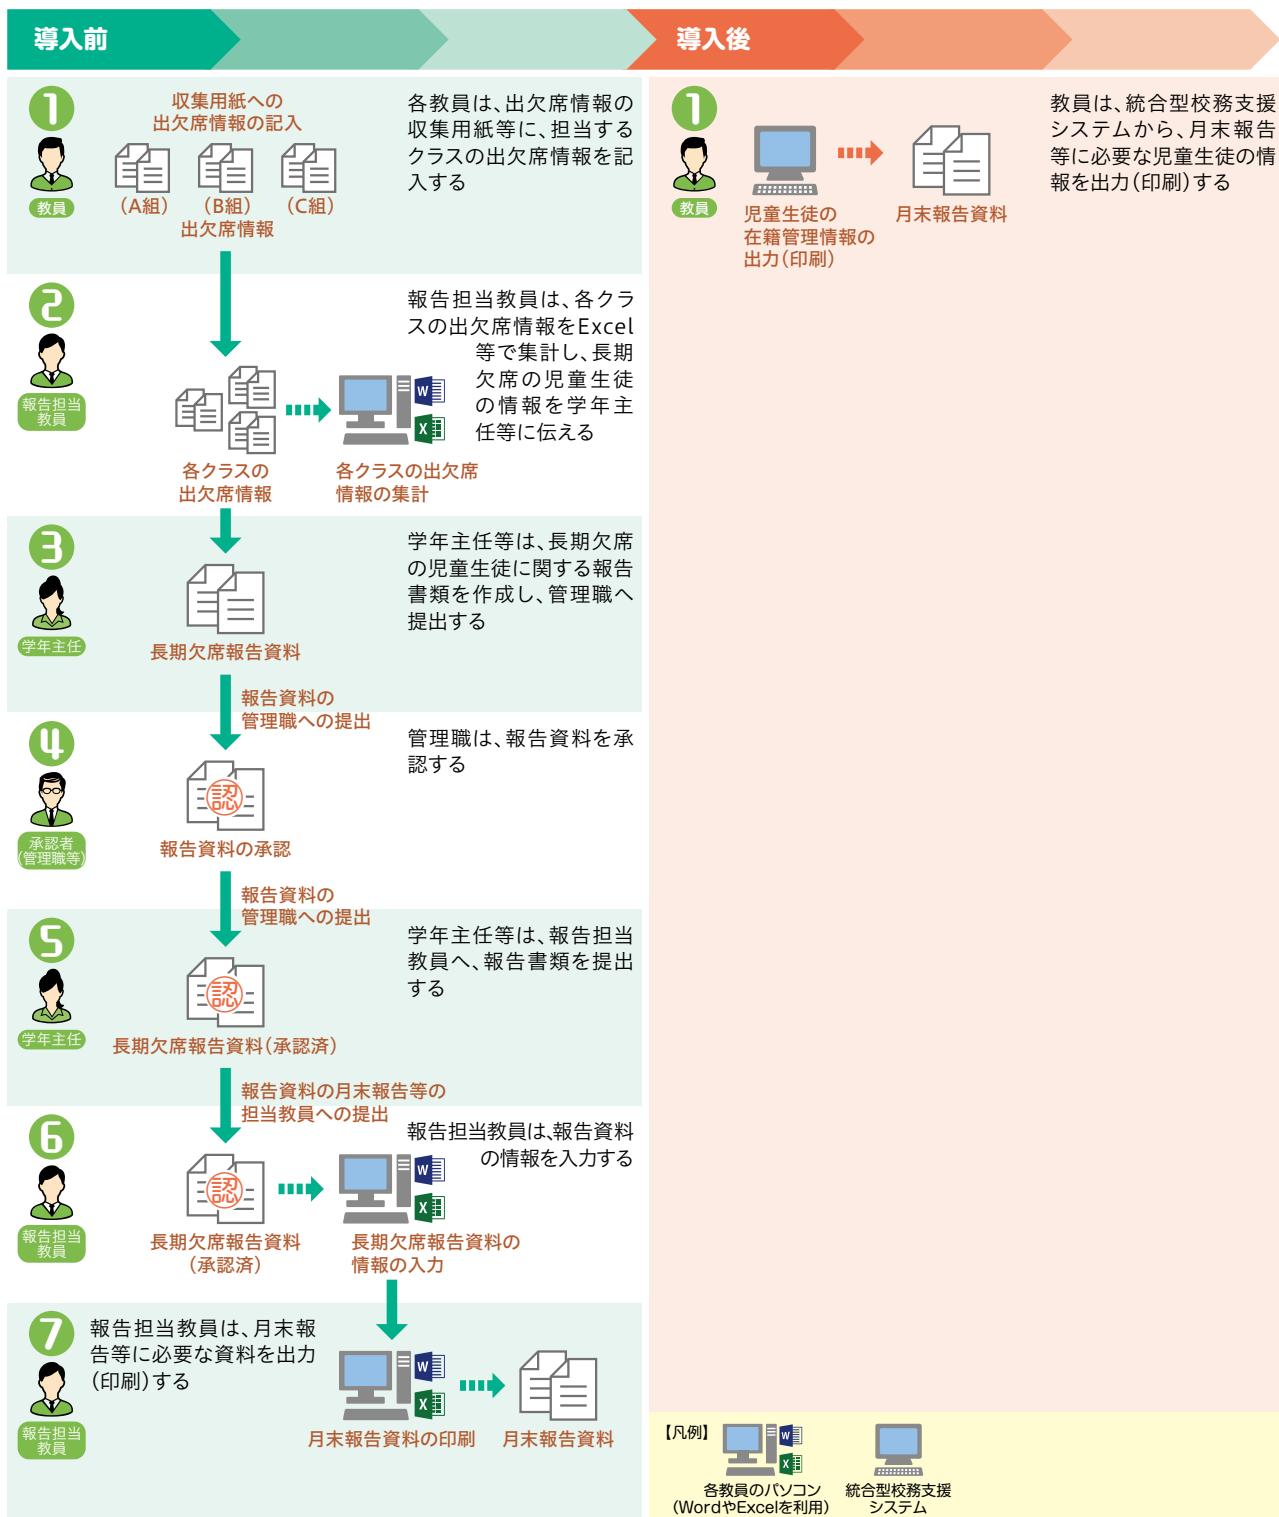 導入前
1
教員
収集用紙への
出欠席情報の記入
(A組)
(B組)
(C組)
出欠席情報
各教員は、出欠席情報の
収集用紙等に、担当する
クラスの出欠席情報を記
入する
2
報告担当
教員
各クラスの
出欠席情報
W
X
各クラスの出欠席
情報の集計
報告担当教員は、各クラ
スの出欠席情報をExcel
等で集計し、長期
欠席の児童生徒
の情報を学年主
任等に伝える
3
学年主任
長期欠席報告資料
学年主任等は、長期欠席
の児童生徒に関する報告
書類を作成し、管理職へ
提出する
報告資料の
管理職への提出
4
承認者
(管理職等)
認
報告資料の承認
管理職は、報告資料を承
認する
報告資料の
管理職への提出
5
学年主任
認
長期欠席報告資料(承認済)
学年主任等は、報告担当
教員へ、報告書類を提出
する
報告資料の月末報告等の
担当教員への提出
6
報告担当
教員
認
長期欠席報告資料
(承認済)
W
X
長期欠席報告資料の
情報の入力
報告担当教員は、報告資料
の情報を入力する
7
報告担当
教員
報告担当教員は、月末報
告等に必要な資料を出力
(印刷)する
W
X
月末報告資料の印刷
月末報告資料
導入後
1
教員
児童生徒の
在籍管理情報の
出力(印刷)
月末報告資料
教員は、統合型校務支援
システムから、月末報告
等に必要な児童生徒の情
報を出力(印刷)する
【凡例】
W
X
各教員のパソコン
(WordやExcelを利用)
統合型校務支援
システム